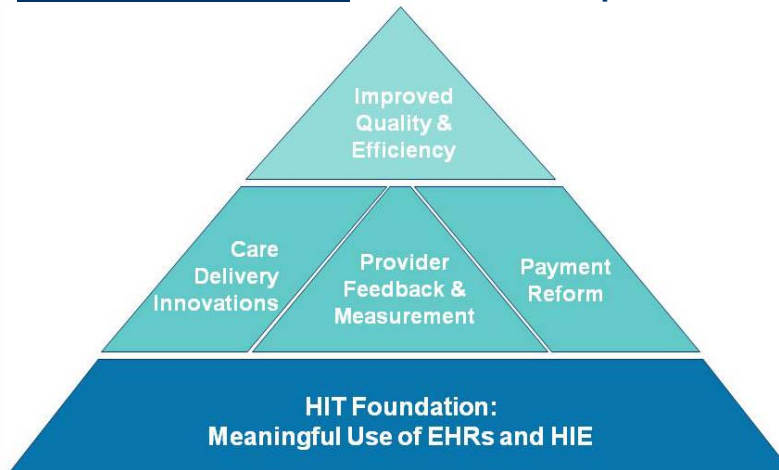 Improved
Quality &
Efficiency
Care
Delivery
Innovations
Provider
Feedback &
Measurement
Payment
Reform
HIT Foundation:
Meaningful Use of EHRs and HIE